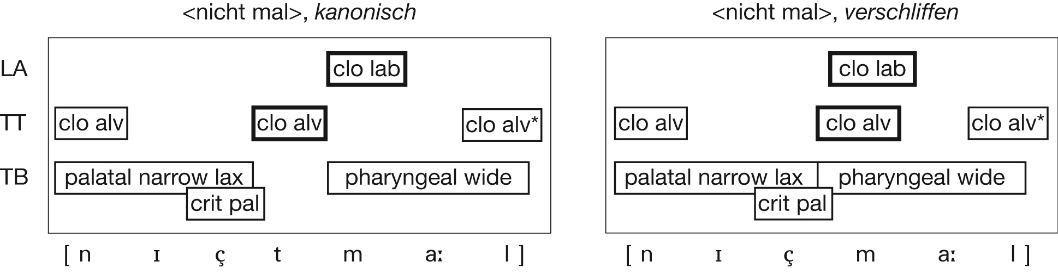 <nicht mal>, kanonisch
<nicht mal>, verschliffen
LA
clo lab
clo lab
TT
clo alv
clo alv
clo alv*
clo alv
clo alv
clo alv*
TB
palatal narrow lax
pharyngeal wide
palatal narrow lax
pharyngeal wide
crit pal
crit pal
[ n ɪ ç t m aː l ]
[ n ɪ ç m aː l ]